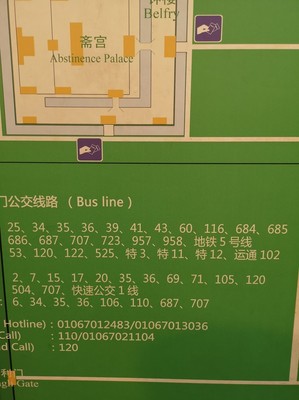 钟楼
Belfry
斋宫
Abstinence Palace
门公交线路 （Bus line）
25、34、35、36、39、41、43、60、116、684、685
686、687、707、723、957、958、地铁 5 号线
53、120、122、525、特 3、特 11、特 12、运通 102
2、7、15、17、20、35、36、69、71、105、120
504、707、快速公交 1 线
: 6、34、35、36、106、110、687、707
Hotline) : 01067012483/01067013036
Call) : 110/01067021104
d Call) : 120
Gate